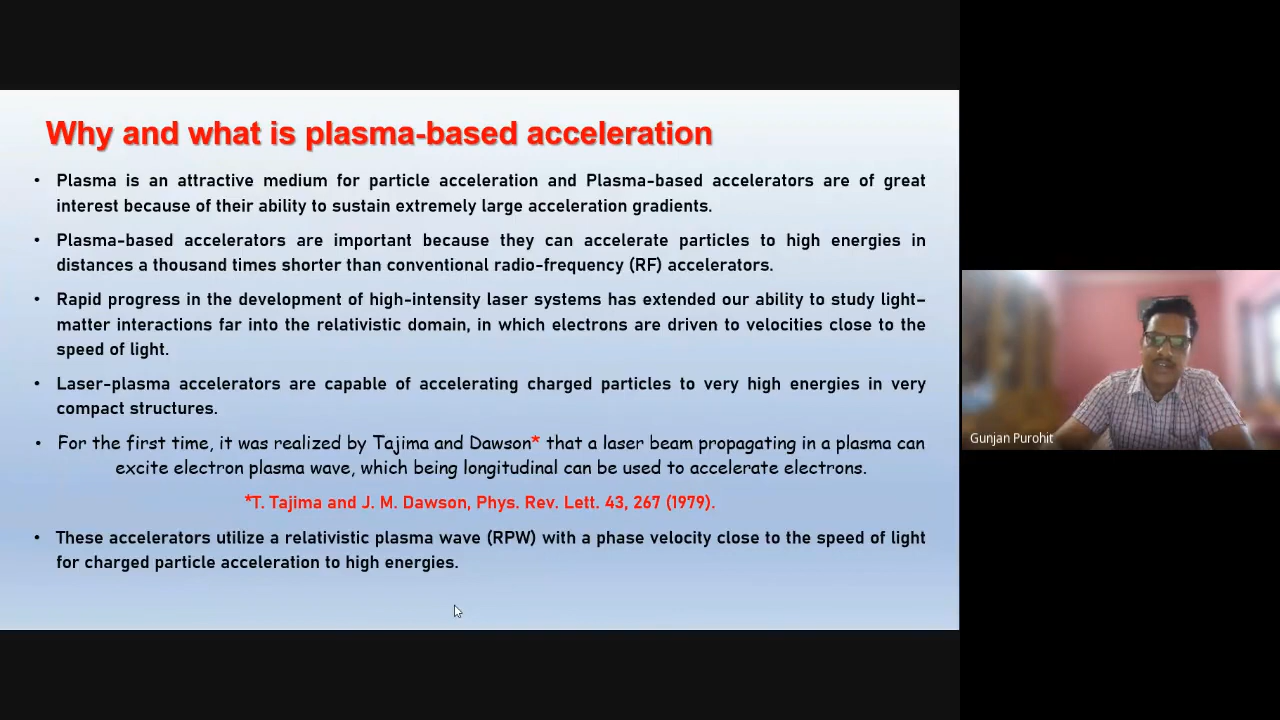 Why and what is plasma-based acceleration
• Plasma is an attractive medium for particle acceleration and Plasma-based accelerators are of great
interest because of their ability to sustain extremely large acceleration gradients.
• Plasma-based accelerators are important because they can accelerate particles to high energies in
distances a thousand times shorter than conventional radio-frequency (RF) accelerators.
• Rapid progress in the development of high-intensity laser systems has extended our ability to study light–
matter interactions far into the relativistic domain, in which electrons are driven to velocities close to the
speed of light.
• Laser-plasma accelerators are capable of accelerating charged particles to very high energies in very
compact structures.
• For the first time, it was realized by Tajima and Dawson* that a laser beam propagating in a plasma can
excite electron plasma wave, which being longitudinal can be used to accelerate electrons.
*T. Tajima and J. M. Dawson, Phys. Rev. Lett. 43, 267 (1979).
• These accelerators utilize a relativistic plasma wave (RPW) with a phase velocity close to the speed of light
for charged particle acceleration to high energies.
Gunjan Purohit